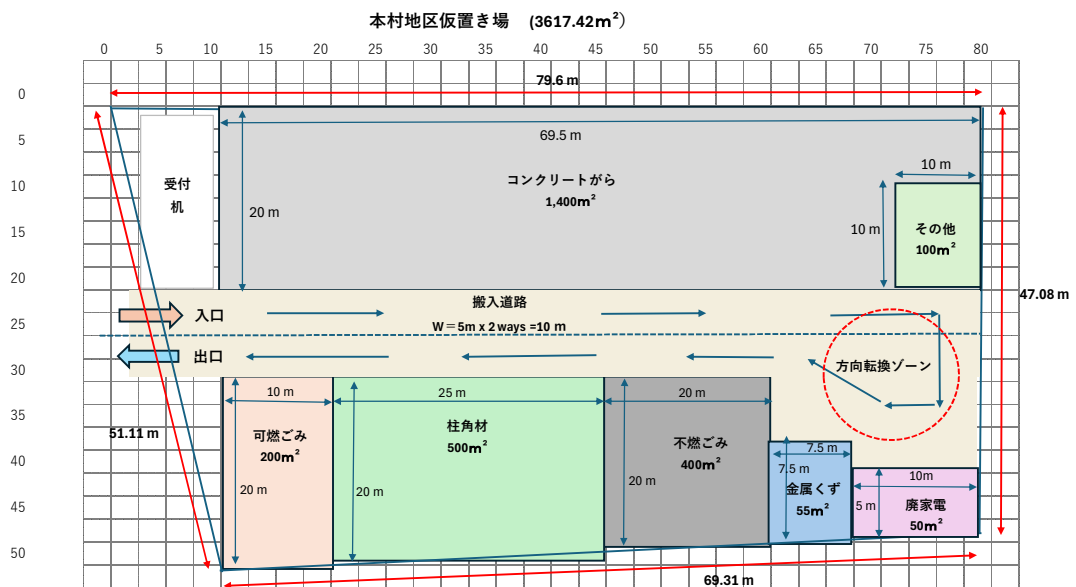 本村地区仮置き場　(3617.42㎡)
0 5 10 15 20 25 30 35 40 45 50 55 60 65 70 75 80
79.6 m
0
5
10
15
20
25
30
35
40
45
50
69.5 m
受付
机
コンクリートがら
1,400㎡
20 m
10 m
10 m
その他
100㎡
47.08 m
搬入道路
入口
W＝5m x 2 ways =10 m
出口
方向転換ゾーン
51.11 m
10 m
可燃ごみ
200㎡
20 m
25 m
柱角材
500㎡
20 m
20 m
不燃ごみ
400㎡
20 m
7.5 m
7.5 m
金属くず
55㎡
10m
5 m
廃家電
50㎡
69.31 m